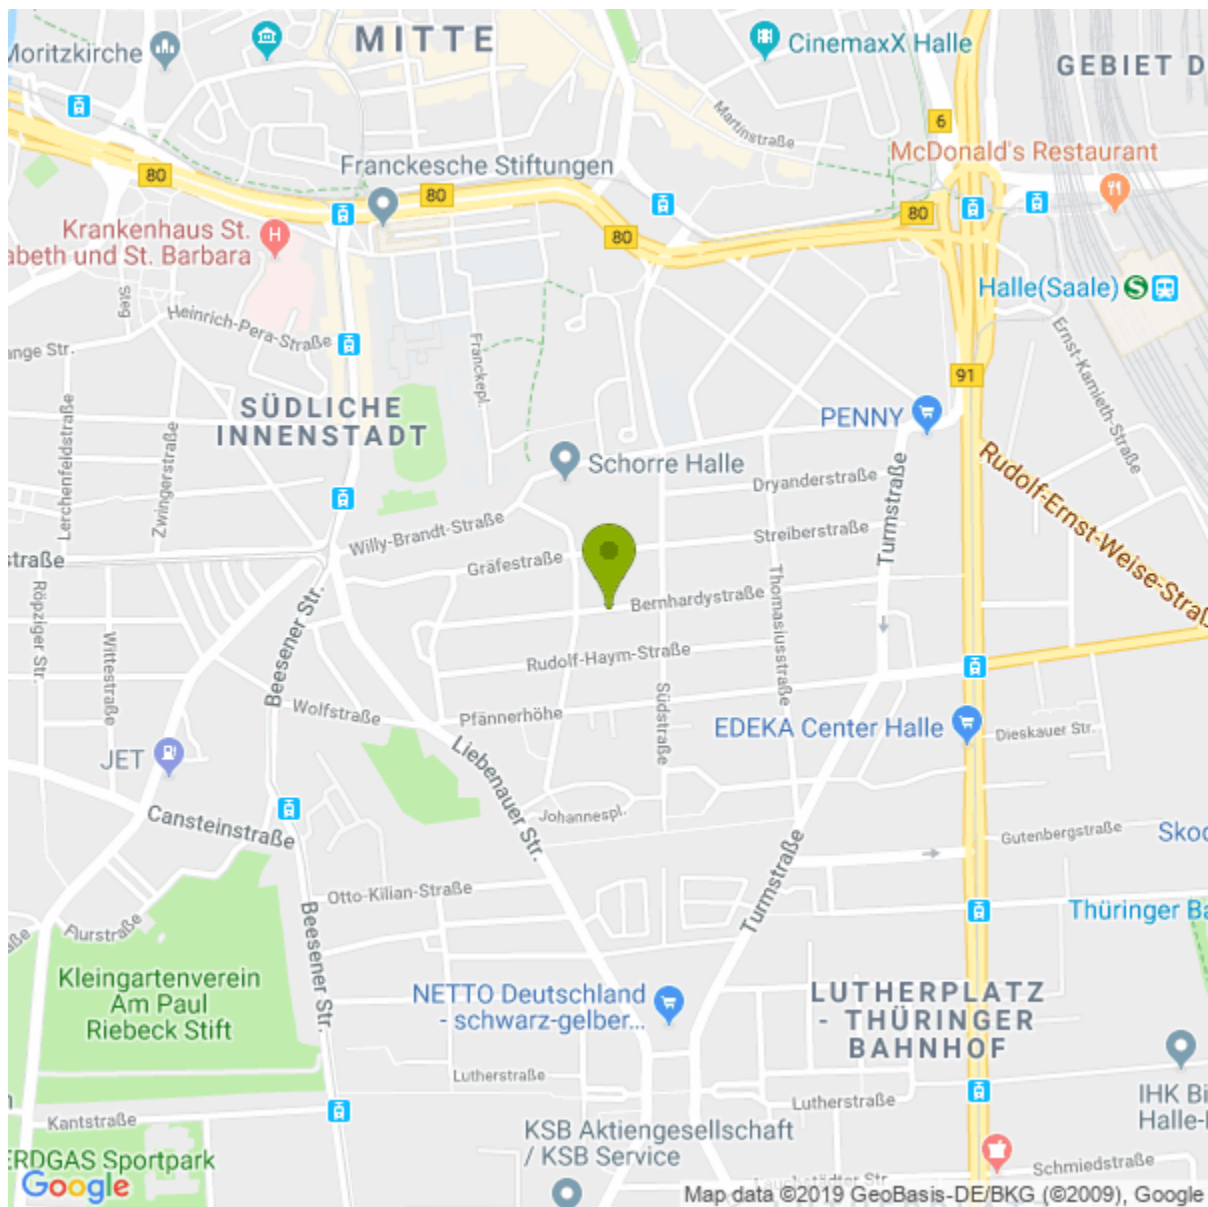 MITTE
Moritzkirche
CinemaxX Halle
GEBIET D
Martinstraße
6
McDonald's Restaurant
Franckesche Stiftungen
80
80
80
80
Krankenhaus St.
abeth und St. Barbara
Halle(Saale)
S
Steg
Heinrich-Pera-Straße
ange Str.
Franckepl.
Ernst-Kamieth-Straße
91
SÜDLICHE
INNENSTADT
PENNY
Lerchenfeldstraße
Zwingerstraße
Schorre Halle
Dryanderstraße
Turmstraße
Rudolf-Ernst-Weise-Straß
Willy-Brandt-Straße
Streiberstraße
straße
Gräfestraße
Röpziger Str.
Beesener Str.
Bernhardystraße
Thomasiusstraße
Wittestraße
Rudolf-Haym-Straße
Südstraße
Wolfstraße
Pfännerhöhe
EDEKA Center Halle
Dieskauer Str.
JET
Liebenauer Str.
Cansteinstraße
Johannespl.
Gutenbergstraße
Skod
Turmstraße
Otto-Kilian-Straße
Beesener Str.
Thüringer Ba
aße
Flurstraße
Kleingartenverein
Am Paul
Riebeck Stift
NETTO Deutschland
- schwarz-gelber...
LUTHERPLATZ
- THÜRINGER
BAHNHOF
Lutherstraße
Lutherstraße
IHK Bi
Halle-
Kantstraße
KSB Aktiengesellschaft
/ KSB Service
ERDGAS Sportpark
Schmiedstraße
Lauchstädter Str.
Google
Map data ©2019 GeoBasis-DE/BKG (©2009), Google